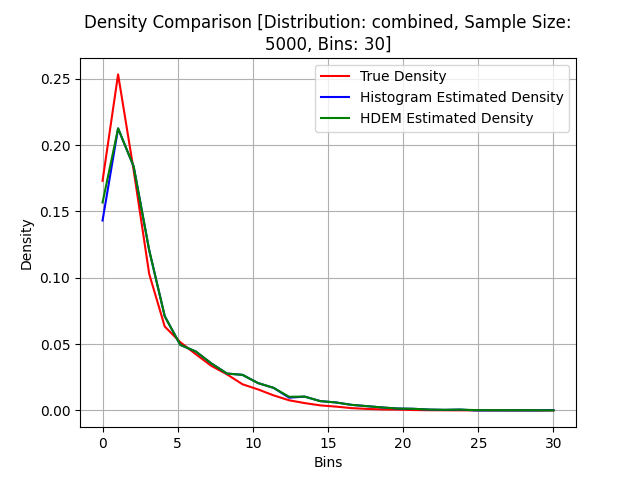 Density Comparison [Distribution: combined, Sample Size:
5000, Bins: 30]
True Density
Histogram Estimated Density
HDEM Estimated Density
Density
0.25
0.20
0.15
0.10
0.05
0.00
0 5 10 15 20 25 30
Bins